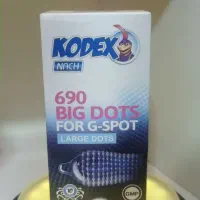 KODEX
NACH
690
BIG DOTS
FOR G-SPOT
LARGE DOTS
GMP